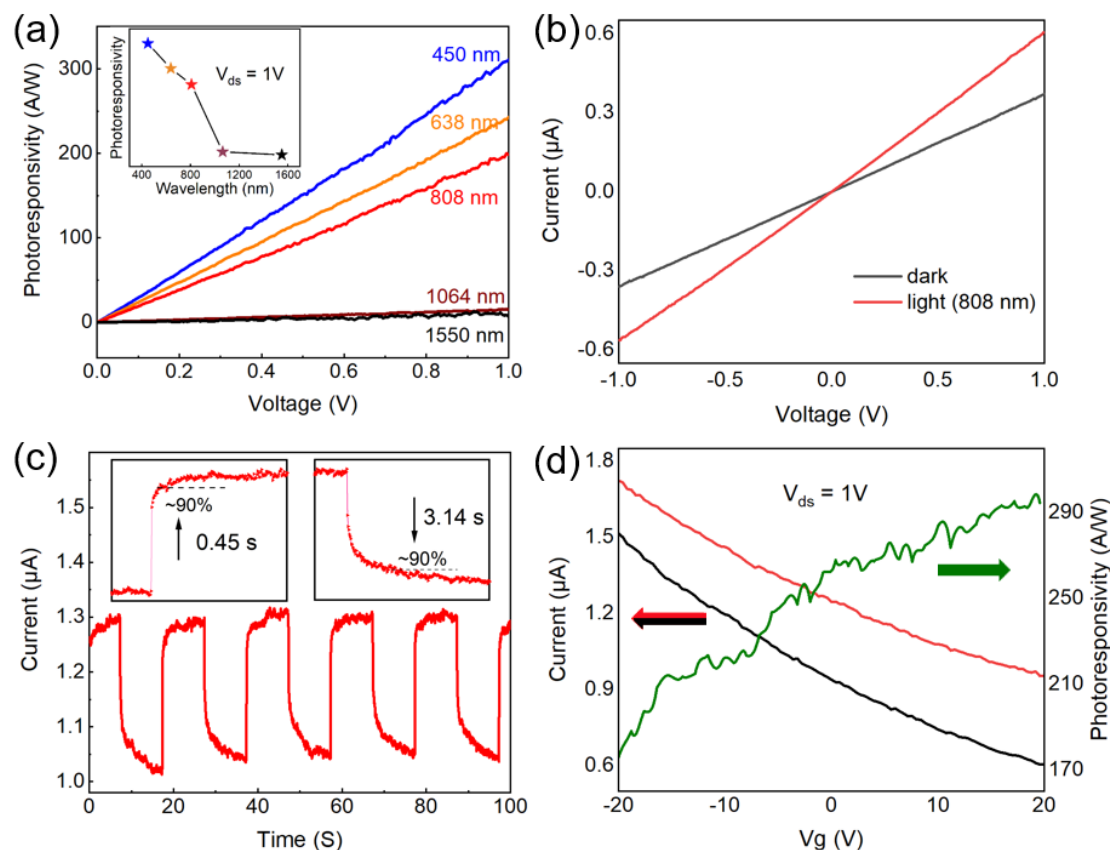 (a)
Photoresponsivity (A/W)
300
200
100
0
0.0 0.2 0.4 0.6 0.8 1.0
Voltage (V)
450 nm
638 nm
808 nm
1064 nm
1550 nm
Photoresponsivity
Vds = 1V
400 800 1200 1600
Wavelength (nm)
(b)
Current (μA)
0.6
0.3
0.0
-0.3
-0.6
-1.0 -0.5 0.0 0.5 1.0
Voltage (V)
dark
light (808 nm)
(c)
Current (μA)
1.5
1.4
1.3
1.2
1.1
1.0
0 20 40 60 80 100
Time (S)
~90%
0.45 s
3.14 s
~90%
(d)
Current (μA)
1.8
1.5
1.2
0.9
0.6
-20 -10 0 10 20
Vg (V)
Vds = 1V
290
250
210
170
Photoresponsivity (A/W)